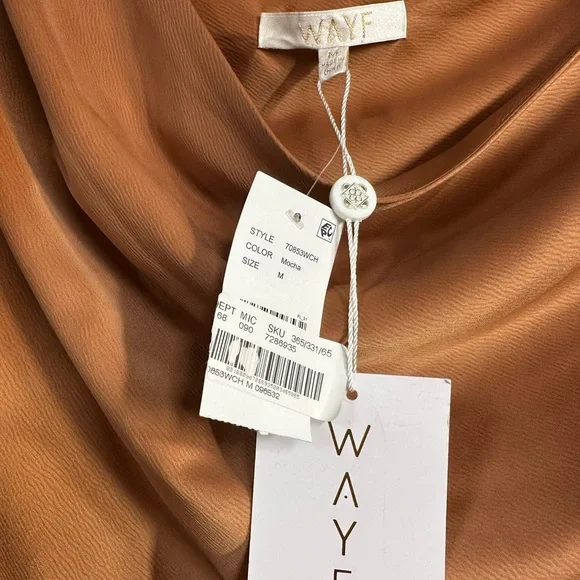 WAYF
M
STYLE 70853WCH
COLOR Mocha
SIZE M
DEPT MIC SKU 365/331/65
68 090 7286935
70853WCH M 096532
WAYF